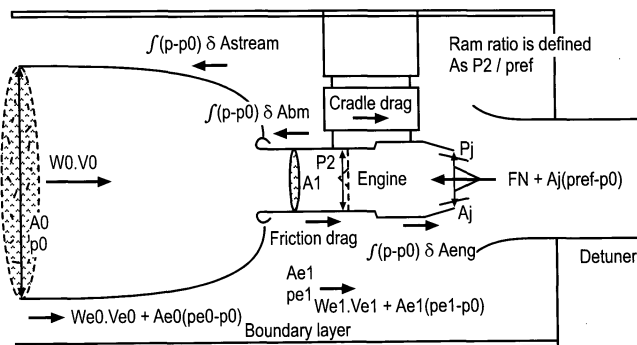 ∫(p-p0) δ Astream
Ram ratio is defined
As P2 / pref
∫(p-p0) δ Abm
Cradle drag
W0.V0
P2
A1
Engine
Pj
FN + Aj(pref-p0)
Aj
A0
p0
Friction drag
∫(p-p0) δ Aeng
Detuner
Ae1
pe1
We1.Ve1 + Ae1(pe1-p0)
We0.Ve0 + Ae0(pe0-p0)
Boundary layer